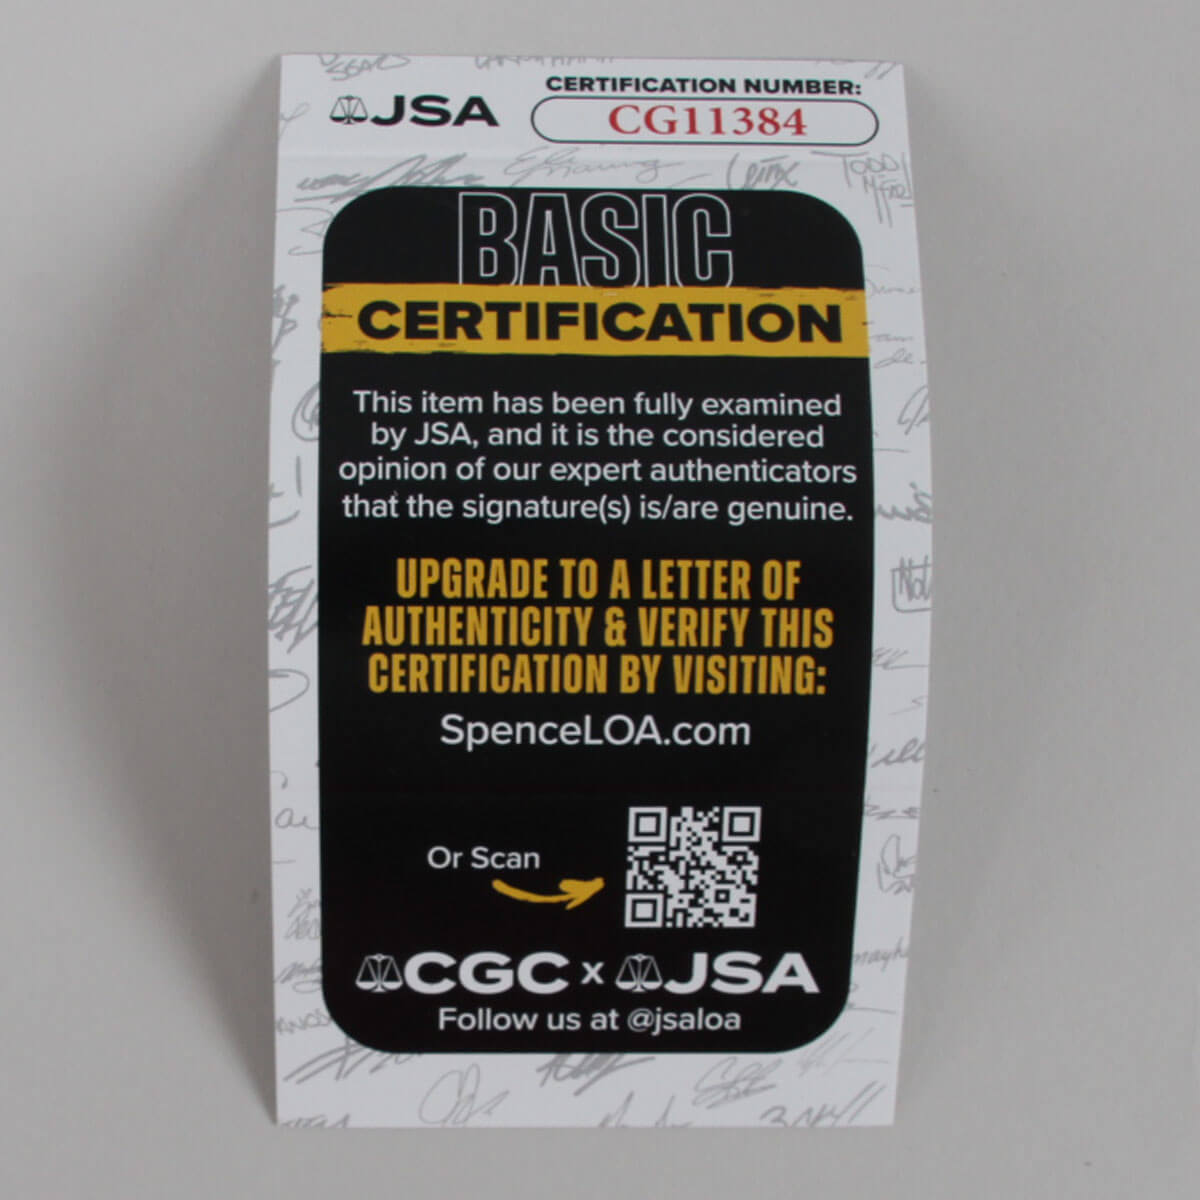 JSA
CERTIFICATION NUMBER:
CG11384
BASIC
CERTIFICATION
This item has been fully examined
by JSA, and it is the considered
opinion of our expert authenticators
that the signature(s) is/are genuine.
UPGRADE TO A LETTER OF
AUTHENTICITY & VERIFY THIS
CERTIFICATION BY VISITING:
SpenceLOA.com
Or Scan
CGC x JSA
Follow us at @jsaloa